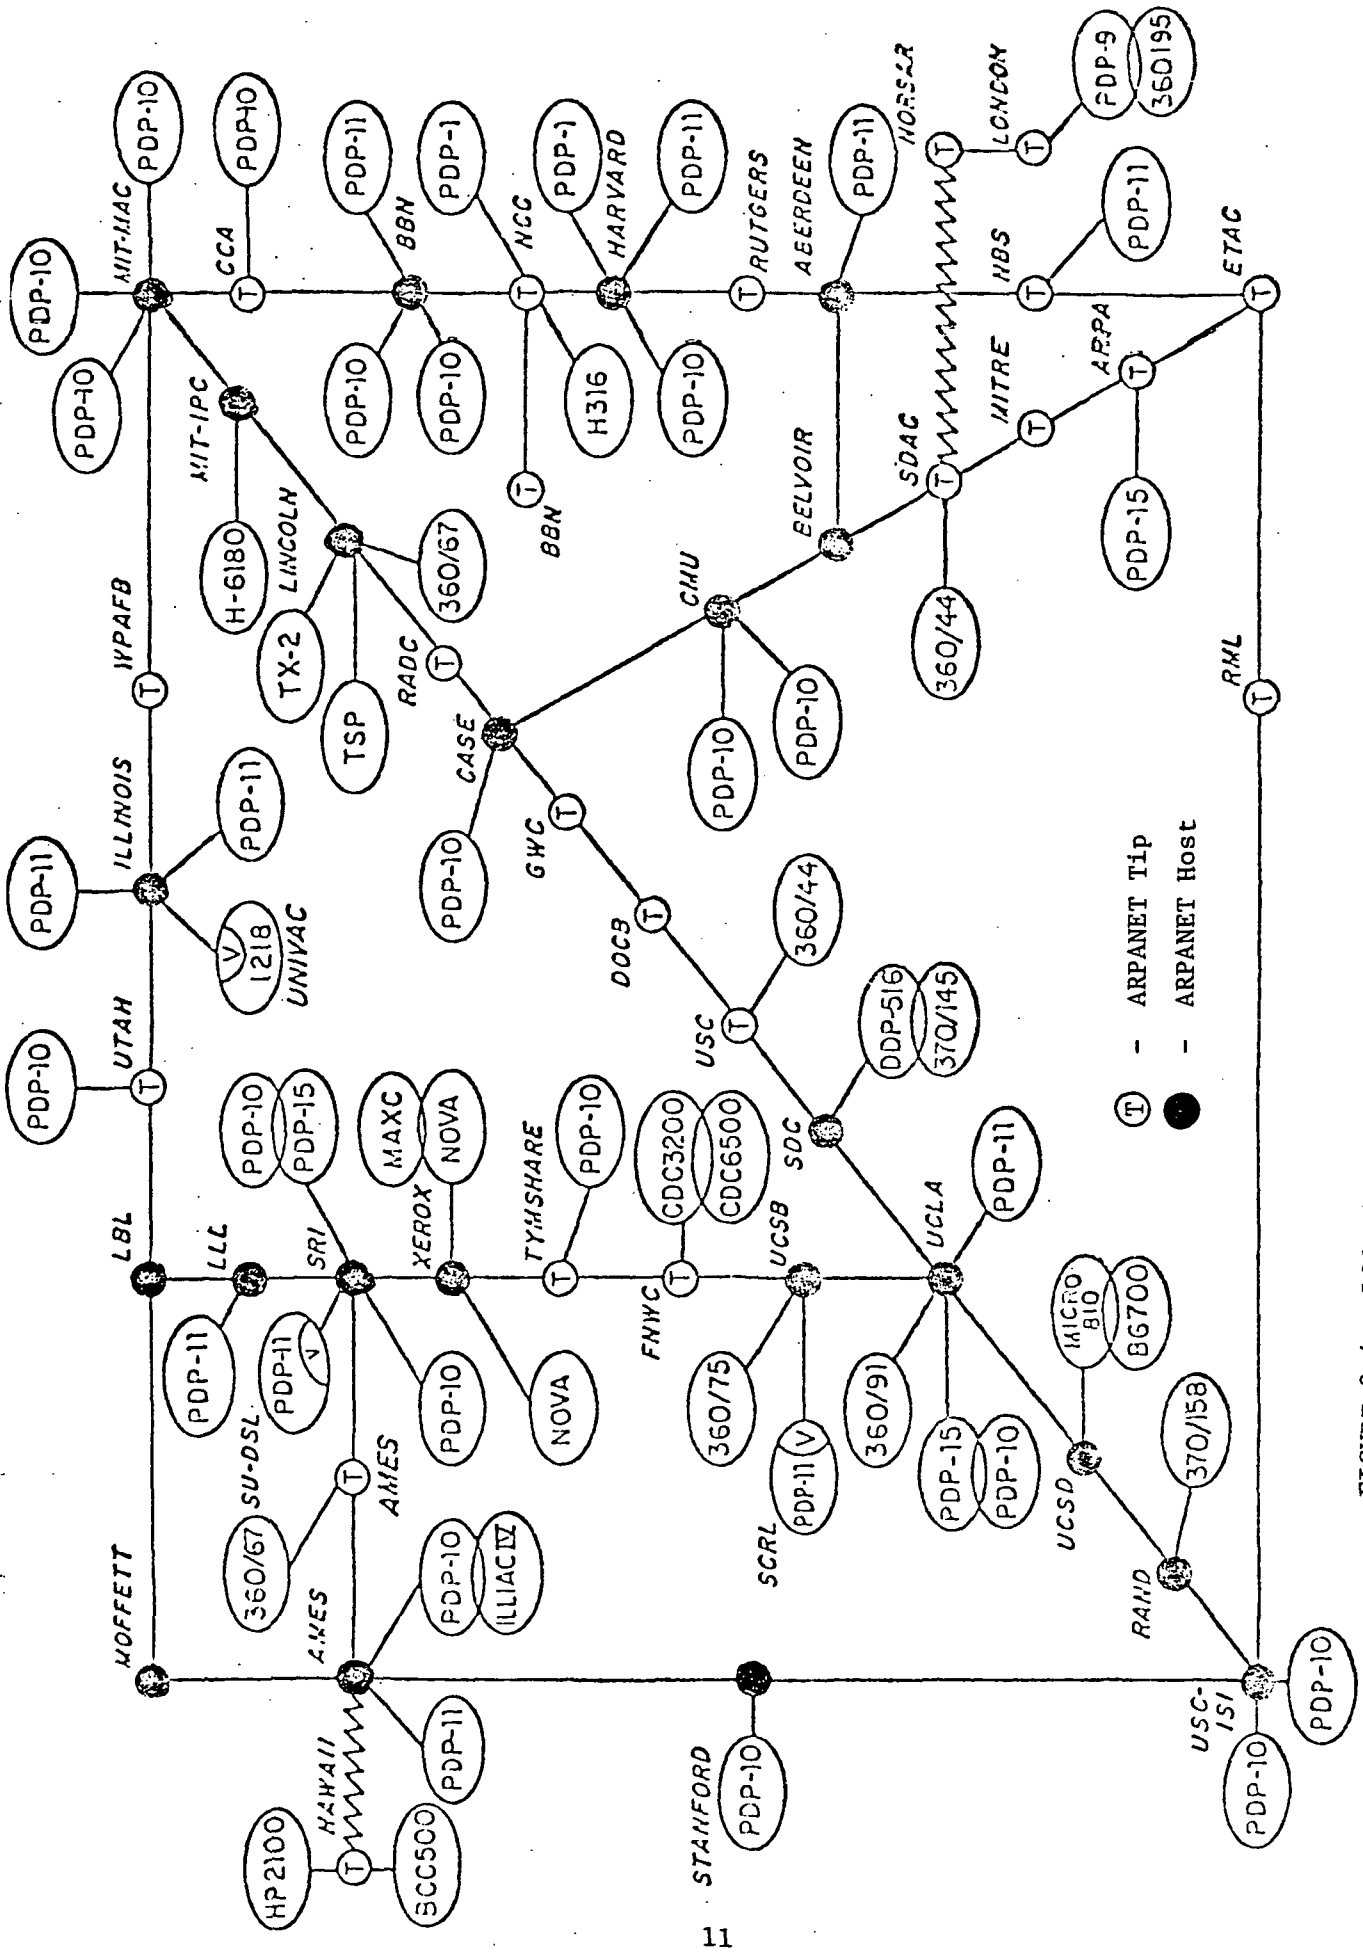 HP2100
HAWAII
T
BCC500
MOFFETT
AMES
PDP-11
PDP-10
ILLIAC IV
360/67
SU-DSL
T
AMES
STANFORD
PDP-10
USC-
ISI
PDP-10
PDP-10
RAND
370/158
UCSD
MICRO
810
B6700
LBL
LLL
PDP-11
SRI
PDP-11
V
PDP-10
PDP-10
PDP-15
XEROX
MAXC
NOVA
NOVA
TYMSHARE
T
PDP-10
FNWC
T
CDC3200
CDC6500
UCSB
360/75
SCRL
PDP-11
V
UCLA
360/91
PDP-15
PDP-10
PDP-11
SDC
DDP-516
370/145
USC
T
360/44
DOCB
T
GWC
T
CASE
PDP-10
UTAH
T
PDP-10
ILLINOIS
PDP-11
PDP-11
V
1218
UNIVAC
WPAFB
T
MIT-MAC
PDP-10
PDP-10
PDP-10
MIT-IPC
H-6180
LINCOLN
TX-2
TSP
360/67
RADC
T
CCA
T
PDP-10
BBN
PDP-11
PDP-10
PDP-10
NCC
T
PDP-1
H316
T
BBN
HARVARD
PDP-1
PDP-11
PDP-10
RUTGERS
T
ABERDEEN
PDP-11
BELVOIR
CMU
PDP-10
PDP-10
SDAC
T
360/44
NORSAR
T
LONDON
T
PDP-9
360195
MITRE
T
NBS
T
PDP-11
ARPA
T
PDP-15
ETAC
T
RML
T
T - ARPANET Tip
- ARPANET Host
11